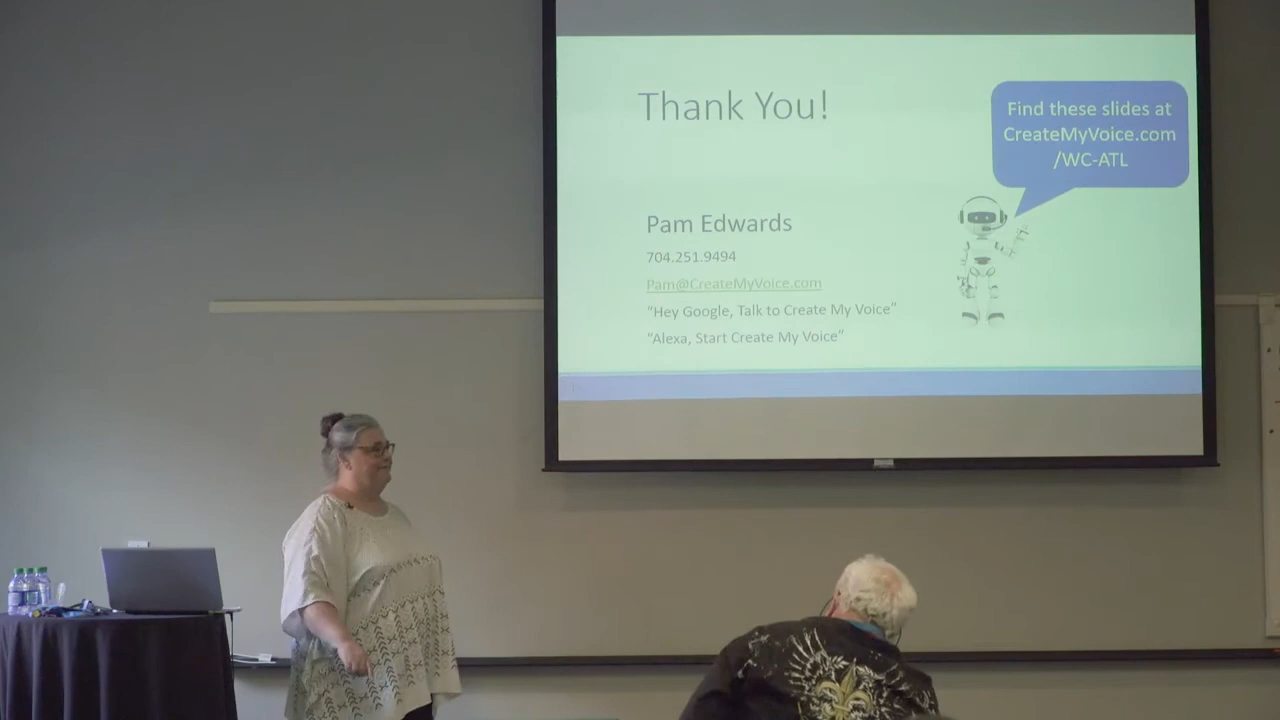 Thank You!
Find these slides at
CreateMyVoice.com
/WC-ATL
Pam Edwards
704.251.9494
Pam@CreateMyVoice.com
“Hey Google, Talk to Create My Voice”
“Alexa, Start Create My Voice”